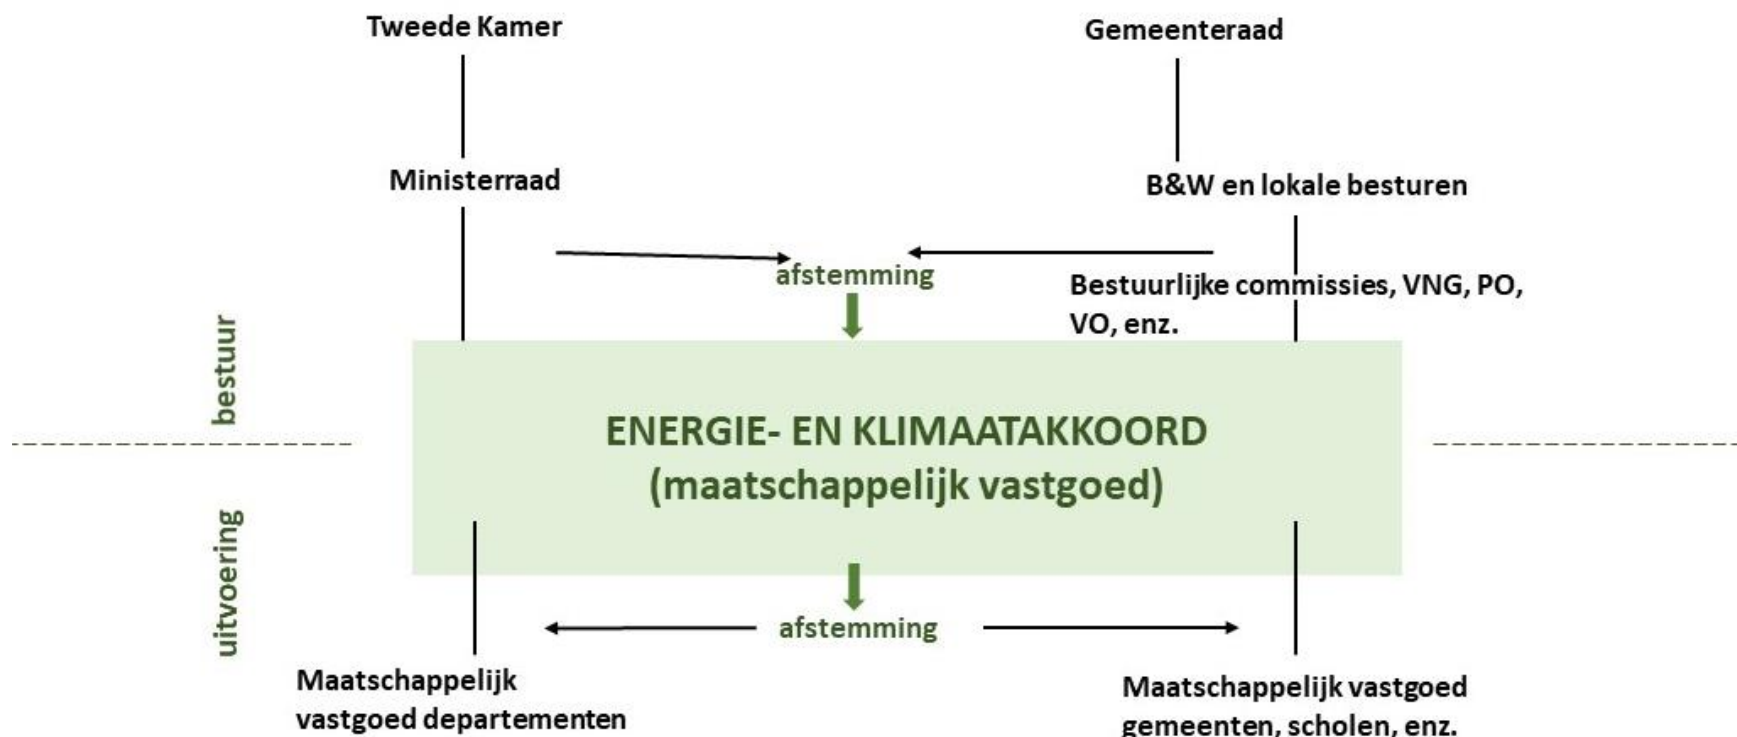 Tweede Kamer
Gemeenteraad
Ministerraad
B&W en lokale besturen
afstemming
Bestuurlijke commissies, VNG, PO,
VO, enz.
bestuur
ENERGIE- EN KLIMAATAKKOORD
(maatschappelijk vastgoed)
uitvoering
afstemming
Maatschappelijk
vastgoed departementen
Maatschappelijk vastgoed
gemeenten, scholen, enz.